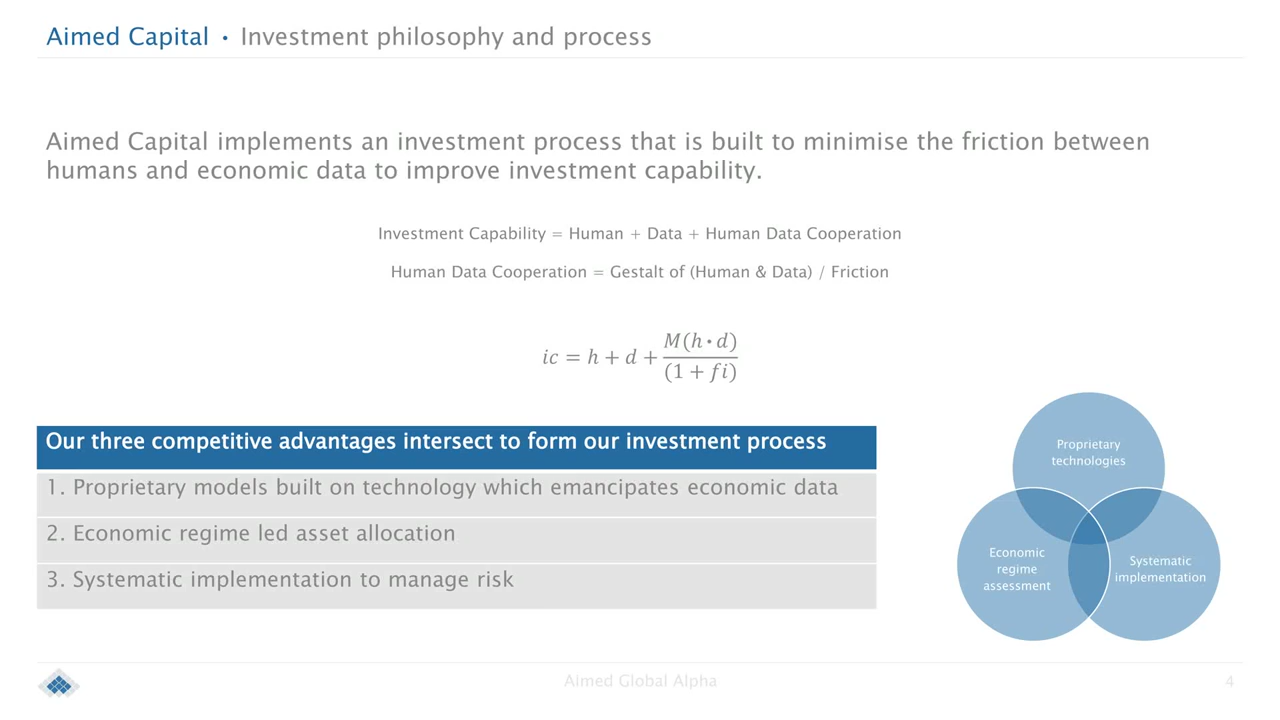 Aimed Capital • Investment philosophy and process
Aimed Capital implements an investment process that is built to minimise the friction between
humans and economic data to improve investment capability.
Investment Capability = Human + Data + Human Data Cooperation
Human Data Cooperation = Gestalt of (Human & Data) / Friction
ic = h + d + M(h • d) / (1 + fi)
Our three competitive advantages intersect to form our investment process
1. Proprietary models built on technology which emancipates economic data
2. Economic regime led asset allocation
3. Systematic implementation to manage risk
Proprietary
technologies
Economic
regime
assessment
Systematic
implementation
Aimed Global Alpha
4